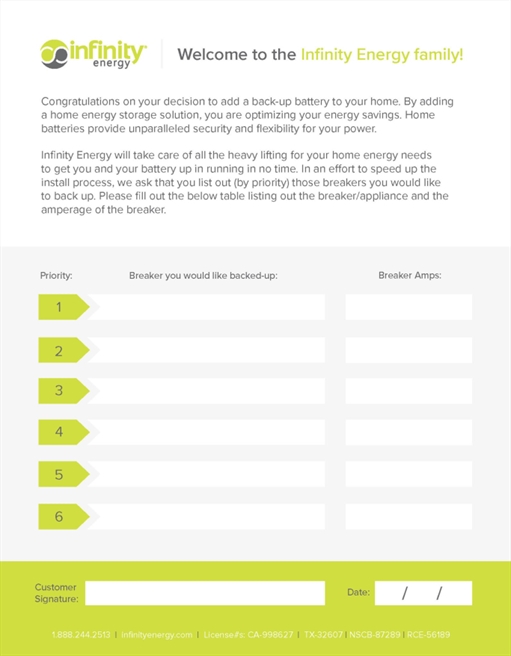 infinity
energy
Welcome to the Infinity Energy family!
Congratulations on your decision to add a back-up battery to your home. By adding
a home energy storage solution, you are optimizing your energy savings. Home
batteries provide unparalleled security and flexibility for your power.
Infinity Energy will take care of all the heavy lifting for your home energy needs
to get you and your battery up in running in no time. In an effort to speed up the
install process, we ask that you list out (by priority) those breakers you would like
to back up. Please fill out the below table listing out the breaker/appliance and the
amperage of the breaker.
Priority: Breaker you would like backed-up: Breaker Amps:
1
2
3
4
5
6
Customer
Signature:
Date: / /
1.888.244.2513 | Infinityenergy.com | License#s: CA-998627 | TX-32607 | NSCB-87289 | RCE-56189